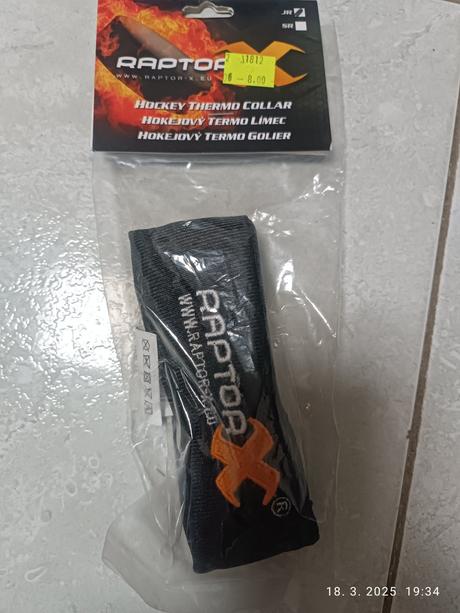 JR
SR
RAPTOR-X
WWW.RAPTOR-X.EU
31812
8.00
HOCKEY THERMO COLLAR
HOKEJOVÝ TERMO LÍMEC
HOKEJOVÝ TERMO GOLIER
RAPTOR X ®
WWW.RAPTOR-X.EU
18. 3. 2025 19:34